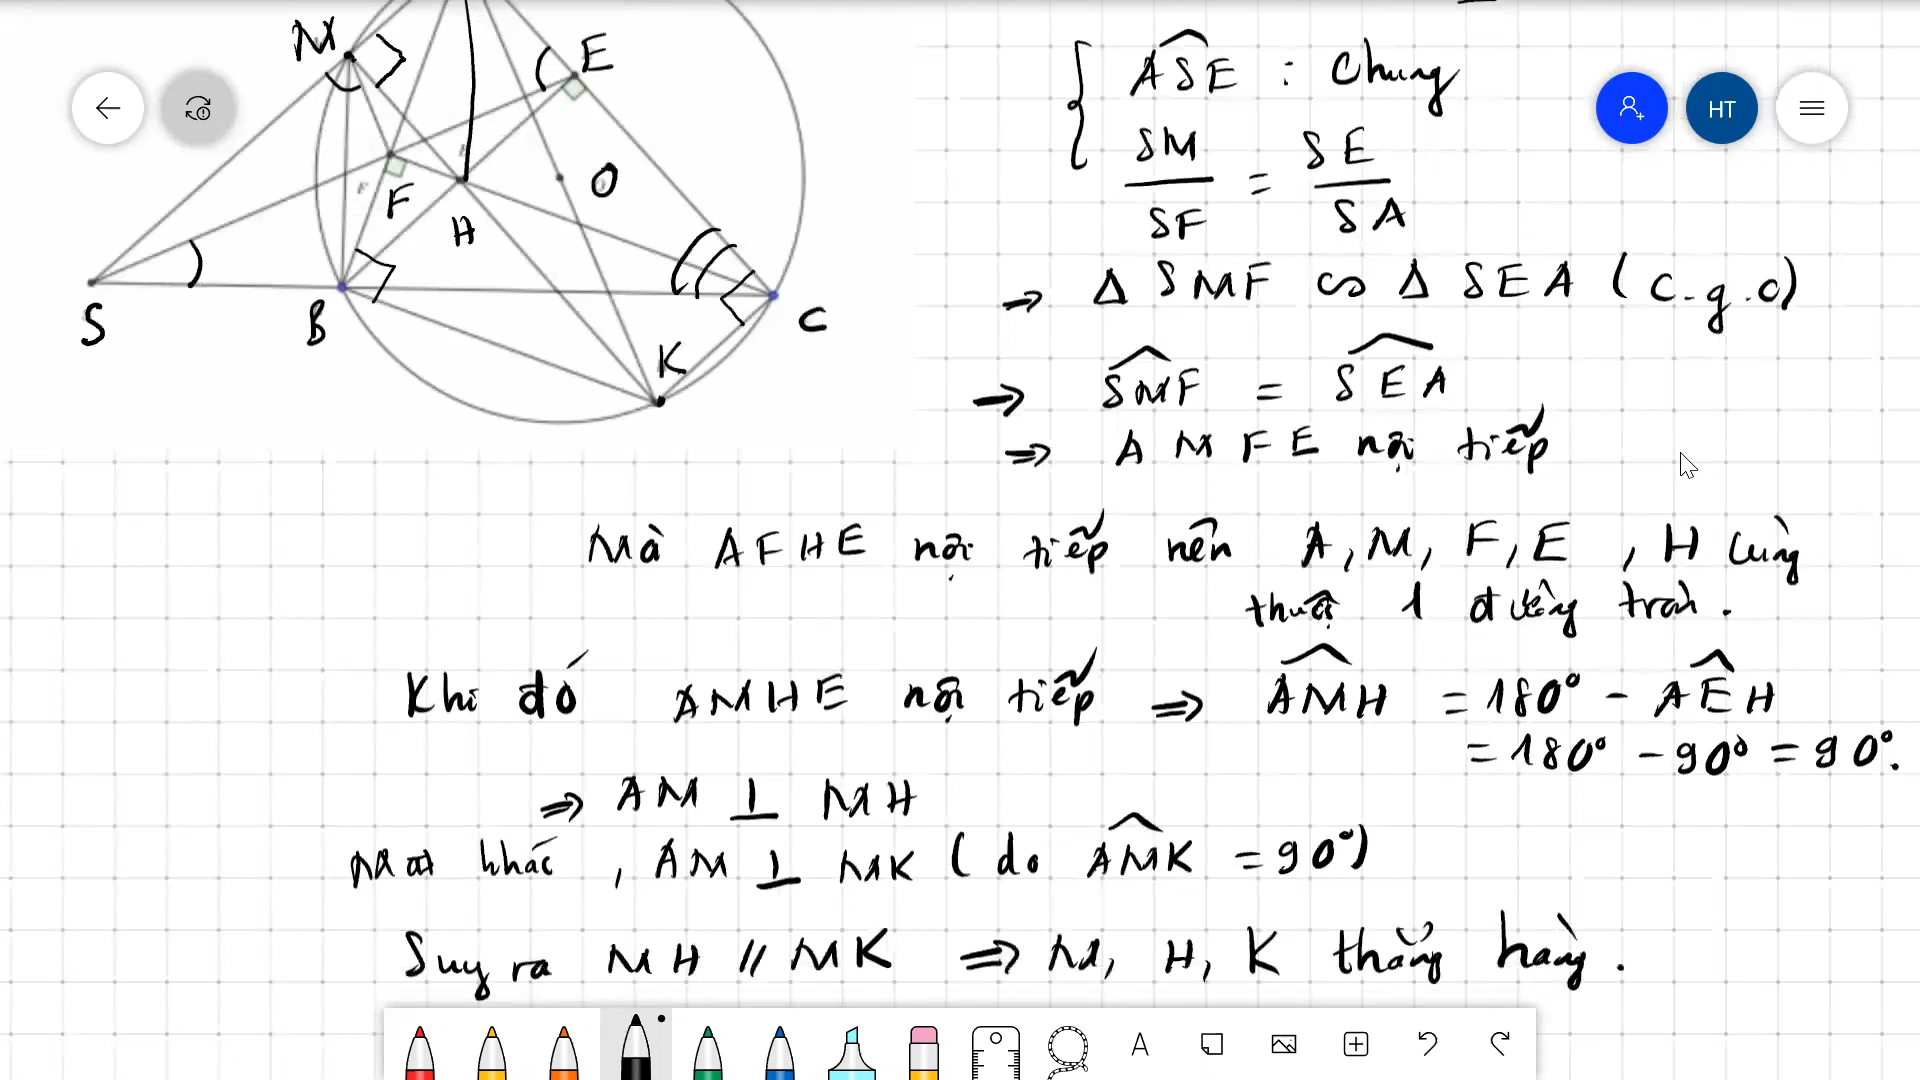 M
E
F
O
H
S
B
C
K
{ ASE : Chung
SM/SF = SE/SA
→ Δ SMF ∽ Δ SEA (c.g.c)
⇒ SMF = SEA
⇒ AMFE nội tiếp
Mà AFHE nội tiếp nên A, M, F, E, H cùng
thuộc 1 đường tròn.
Khi đó AMHE nội tiếp ⇒ AMH = 180° - AEH
= 180° - 90° = 90°.
⇒ AM ⊥ MH
Mặt khác, AM ⊥ MK (do AMK = 90°)
Suy ra MH // MK ⇒ M, H, K thẳng hàng.
HT
A